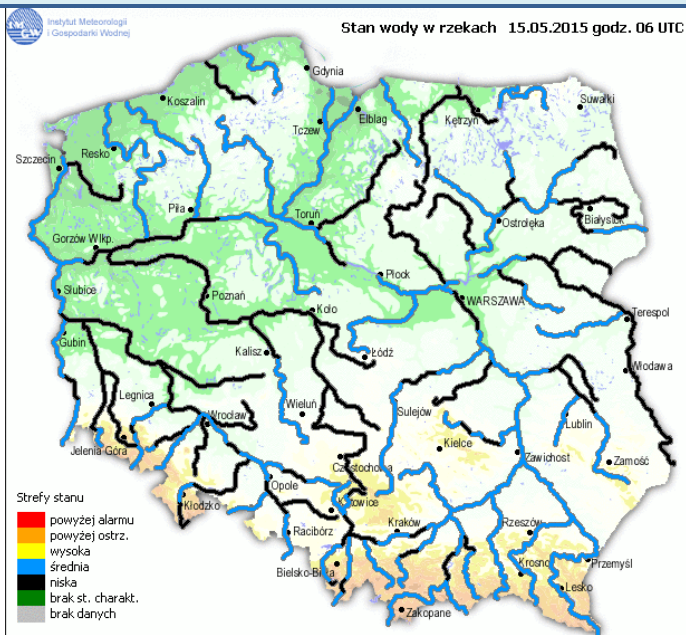 Instytut Meteorologii
i Gospodarki Wodnej
Stan wody w rzekach 15.05.2015 godz. 06 UTC
Gdynia
Koszalin
Suwałki
Tczew
Elbląg
Kętrzyn
Resko
Szczecin
Piła
Toruń
Ostrołęka
Białystok
Gorzów Wlkp.
Płock
Słubice
Poznań
WARSZAWA
Koło
Terespol
Gubin
Kalisz
Łódź
Włodawa
Legnica
Wieluń
Sulejów
Wrocław
Lublin
Jelenia Góra
Kielce
Zawichost
Zamość
Częstochowa
Opole
Kłodzko
Katowice
Kraków
Rzeszów
Racibórz
Przemyśl
Bielsko-Biała
Krosno
Lesko
Zakopane
Strefy stanu
powyżej alarmu
powyżej ostrz.
wysoka
średnia
niska
brak st. charakt.
brak danych